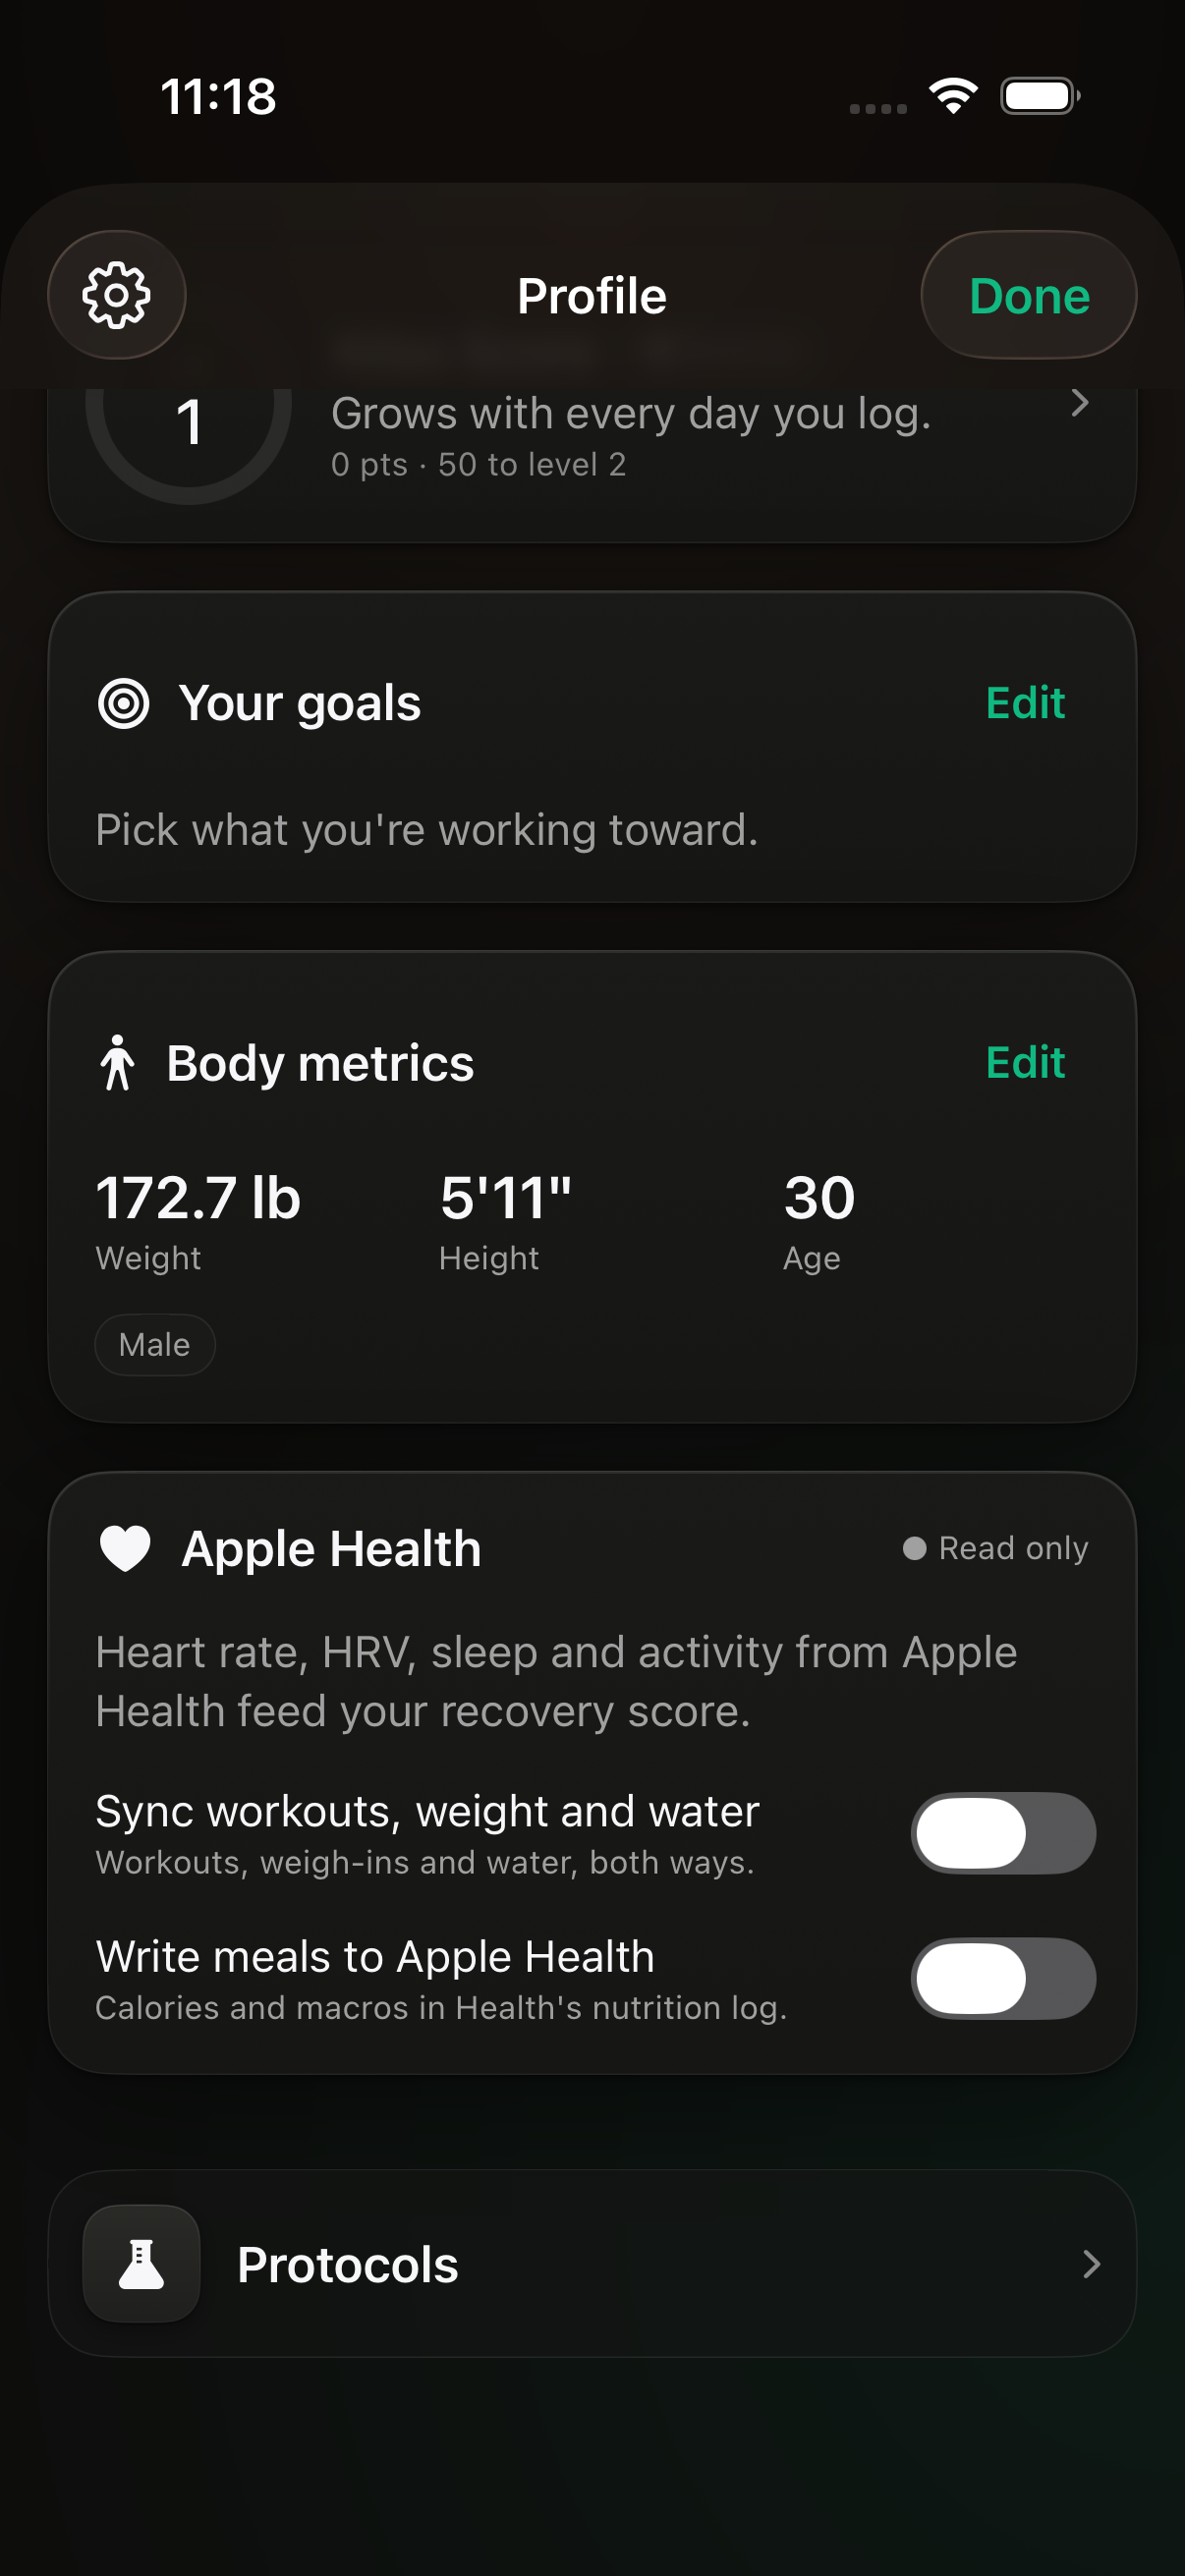 11:18
Profile
Done
1
Grows with every day you log.
0 pts · 50 to level 2
Your goals
Edit
Pick what you're working toward.
Body metrics
Edit
172.7 lb
5'11"
30
Weight
Height
Age
Male
Apple Health
Read only
Heart rate, HRV, sleep and activity from Apple
Health feed your recovery score.
Sync workouts, weight and water
Workouts, weigh-ins and water, both ways.
Write meals to Apple Health
Calories and macros in Health's nutrition log.
Protocols